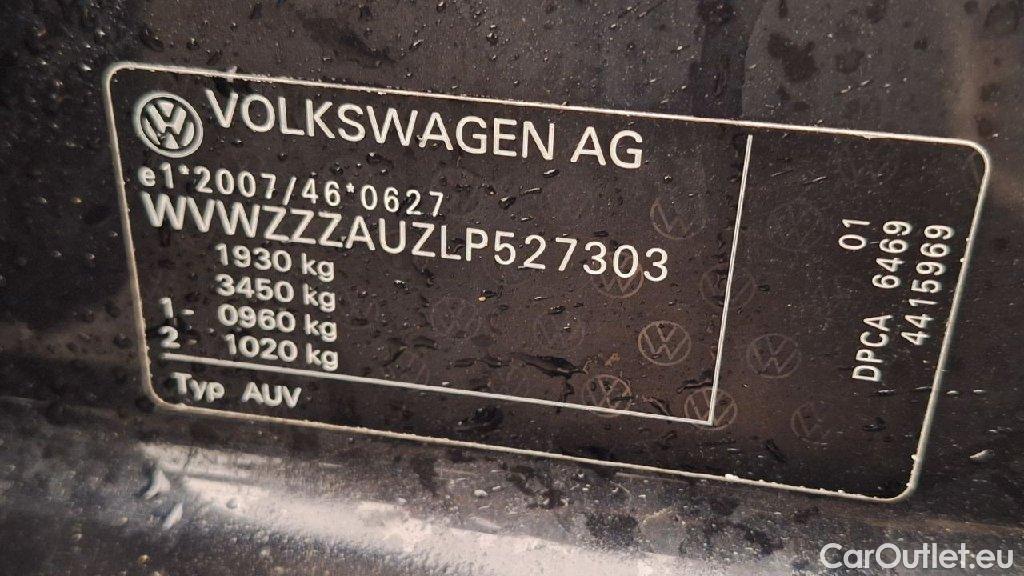 VOLKSWAGEN AG
e1*2007/46*0627
WVWZZZAUZLP527303
1930 kg
3450 kg
1 - 0960 kg
2 - 1020 kg
Typ AUV
01
DPCA 6469
4415969
CarOutlet.eu